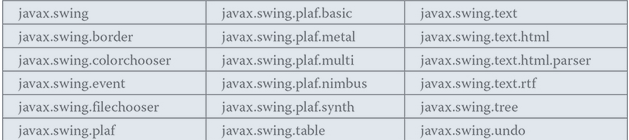 javax.swing javax.swing.plaf.basic javax.swing.text
javax.swing.border javax.swing.plaf.metal javax.swing.text.html
javax.swing.colorchooser javax.swing.plaf.multi javax.swing.text.html.parser
javax.swing.event javax.swing.plaf.nimbus javax.swing.text.rtf
javax.swing.filechooser javax.swing.plaf.synth javax.swing.tree
javax.swing.plaf javax.swing.table javax.swing.undo